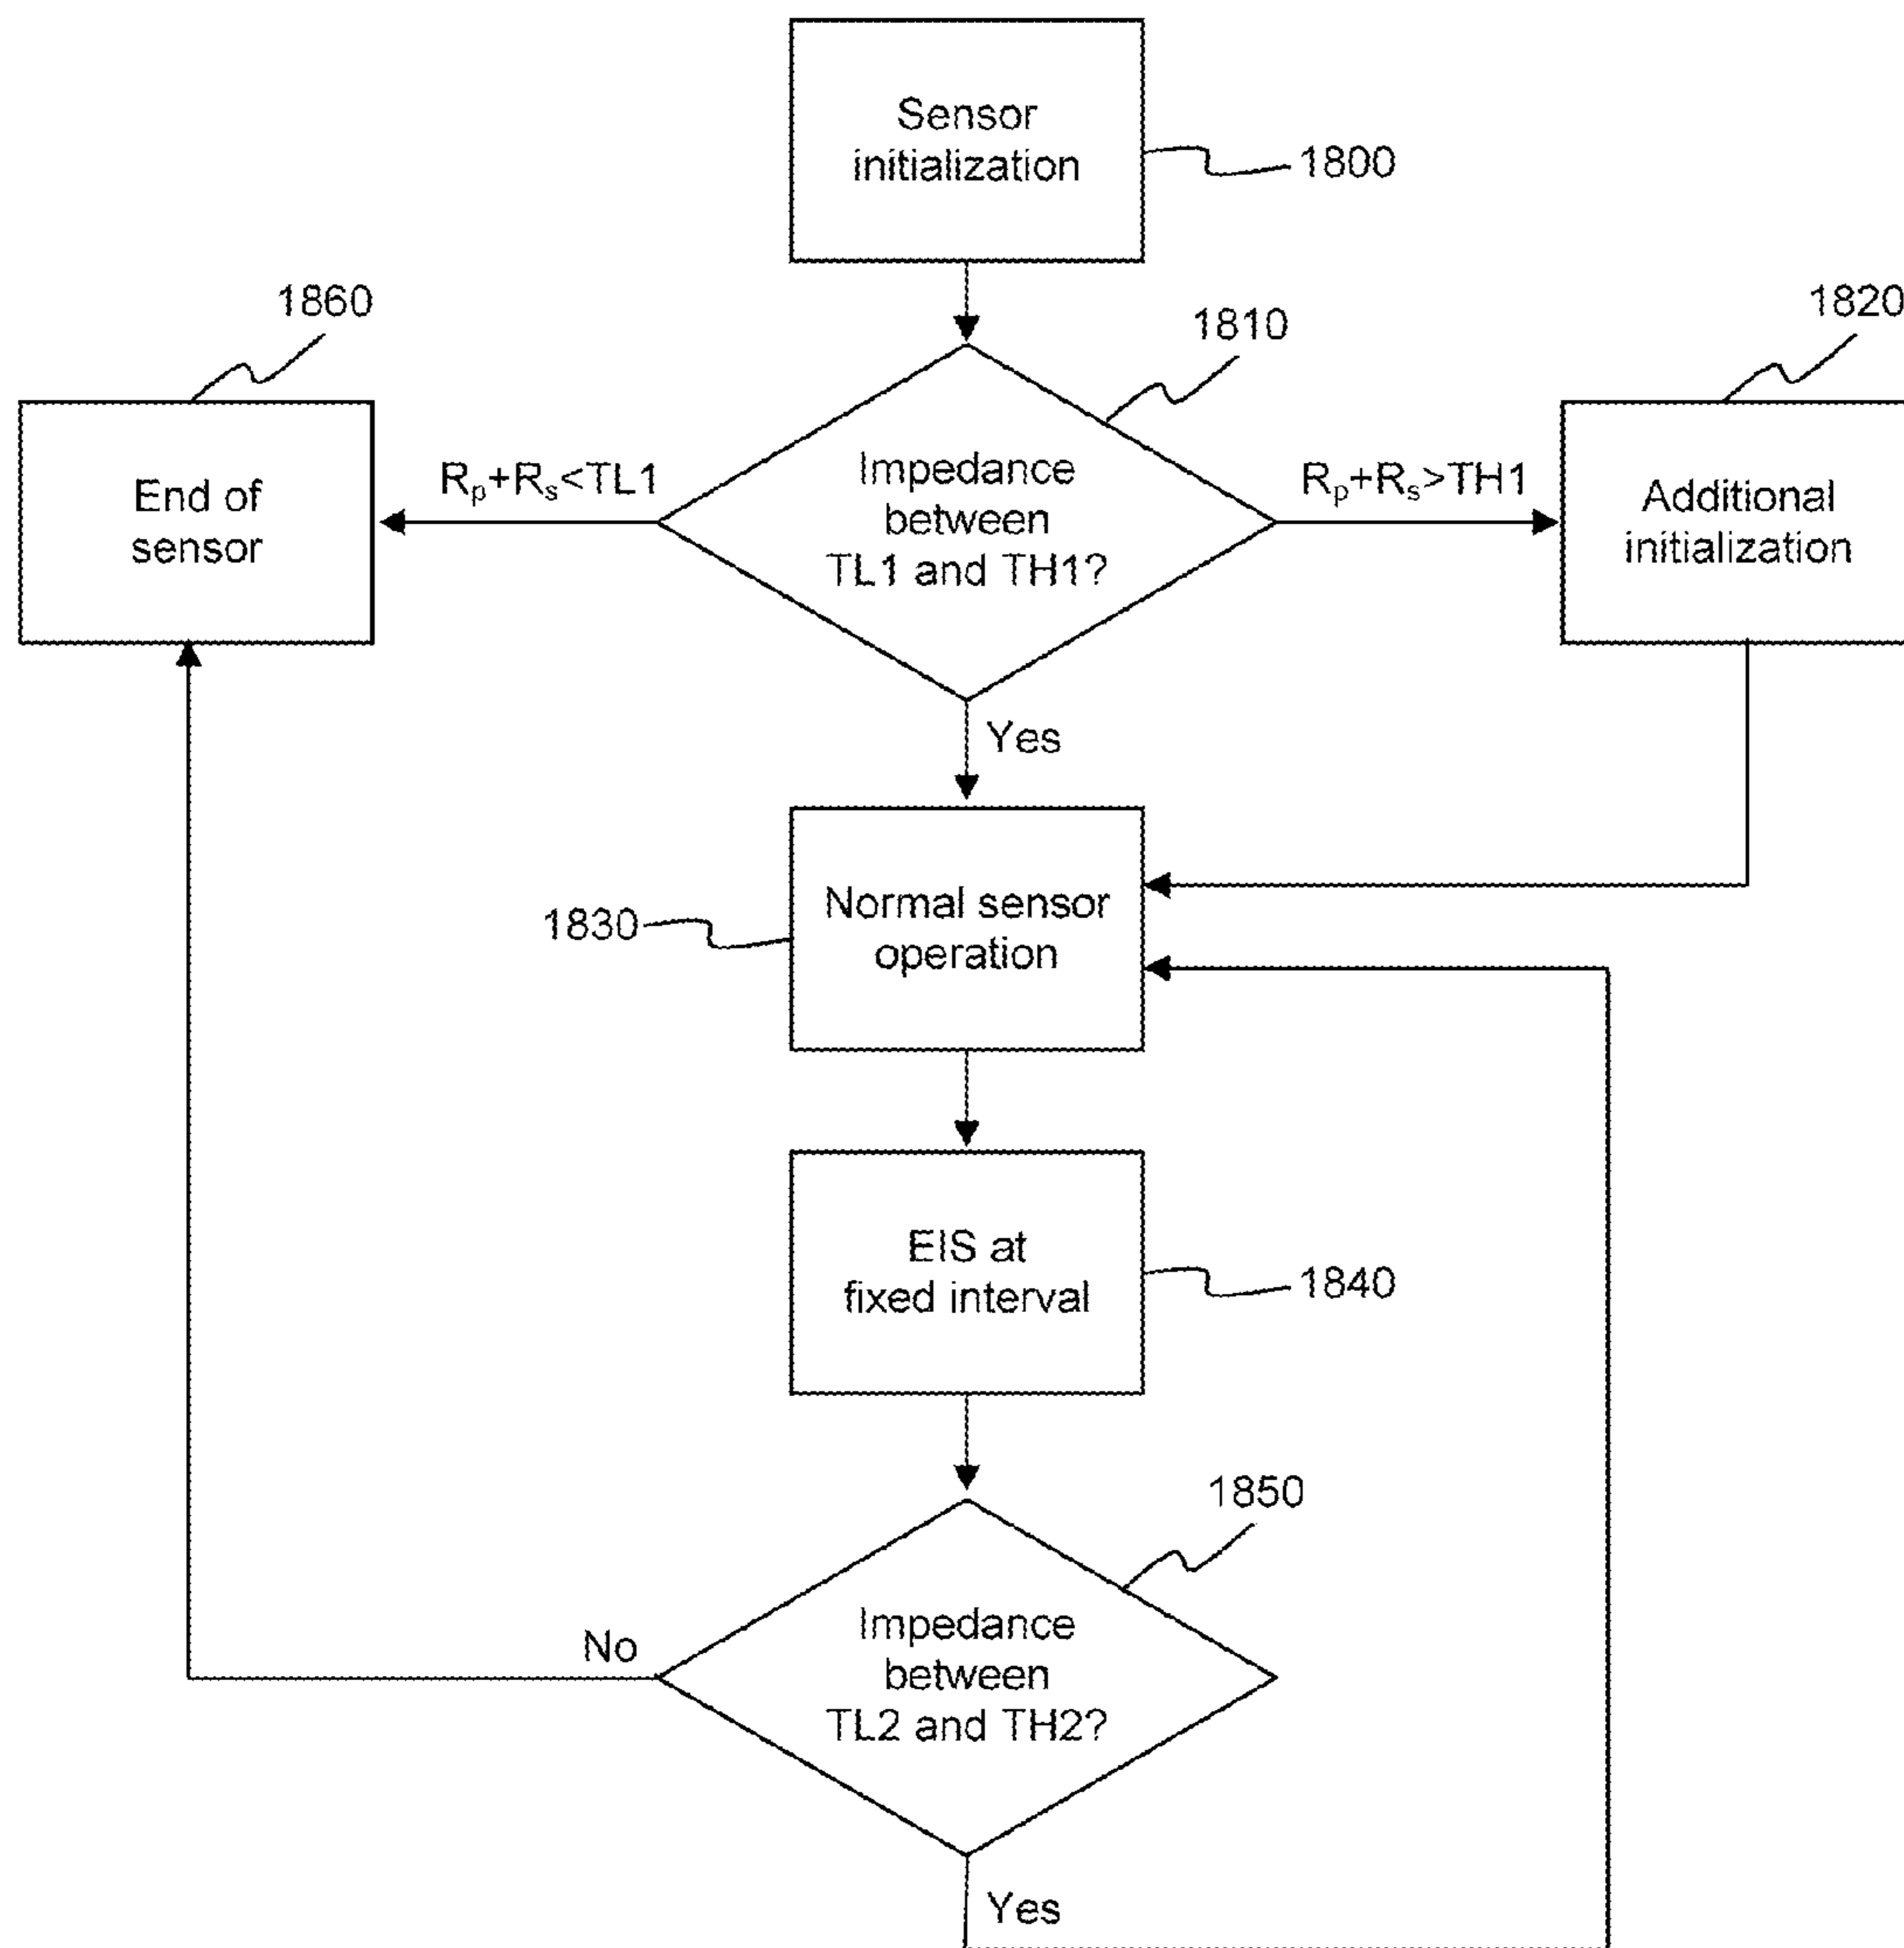 Sensor
initialization
1800
1860
1810
1820
End of
sensor
Rₚ+Rₛ<TL1
Impedance
between
TL1 and TH1?
Rₚ+Rₛ>TH1
Additional
initialization
Yes
1830
Normal sensor
operation
EIS at
fixed interval
1840
1850
No
Impedance
between
TL2 and TH2?
Yes